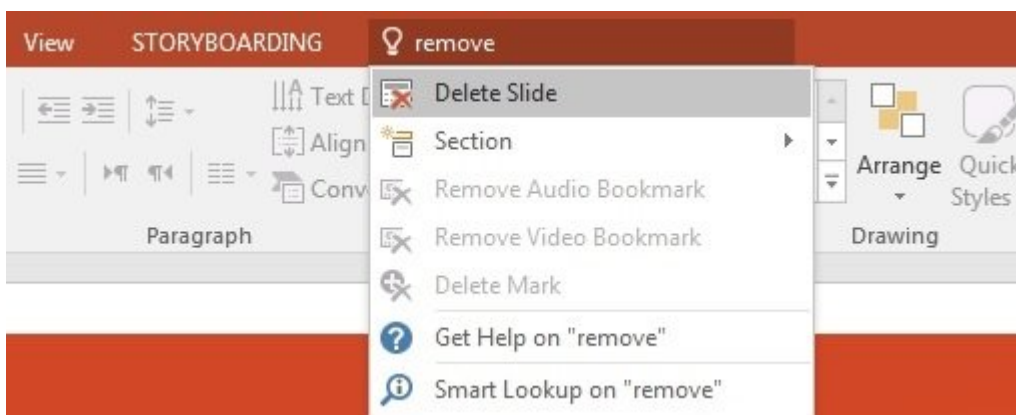 View STORYBOARDING remove
Text
Delete Slide
Align
Section
Remove Audio Bookmark
Arrange Quick
Styles
Remove Video Bookmark
Paragraph
Drawing
Delete Mark
Get Help on "remove"
Smart Lookup on "remove"